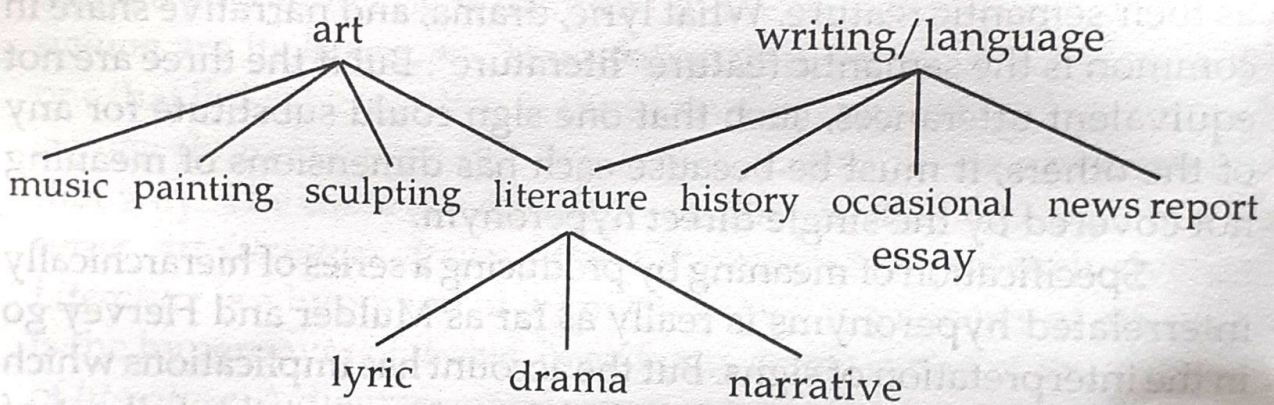 art
writing/language
music painting sculpting literature history occasional news report
essay
lyric drama narrative